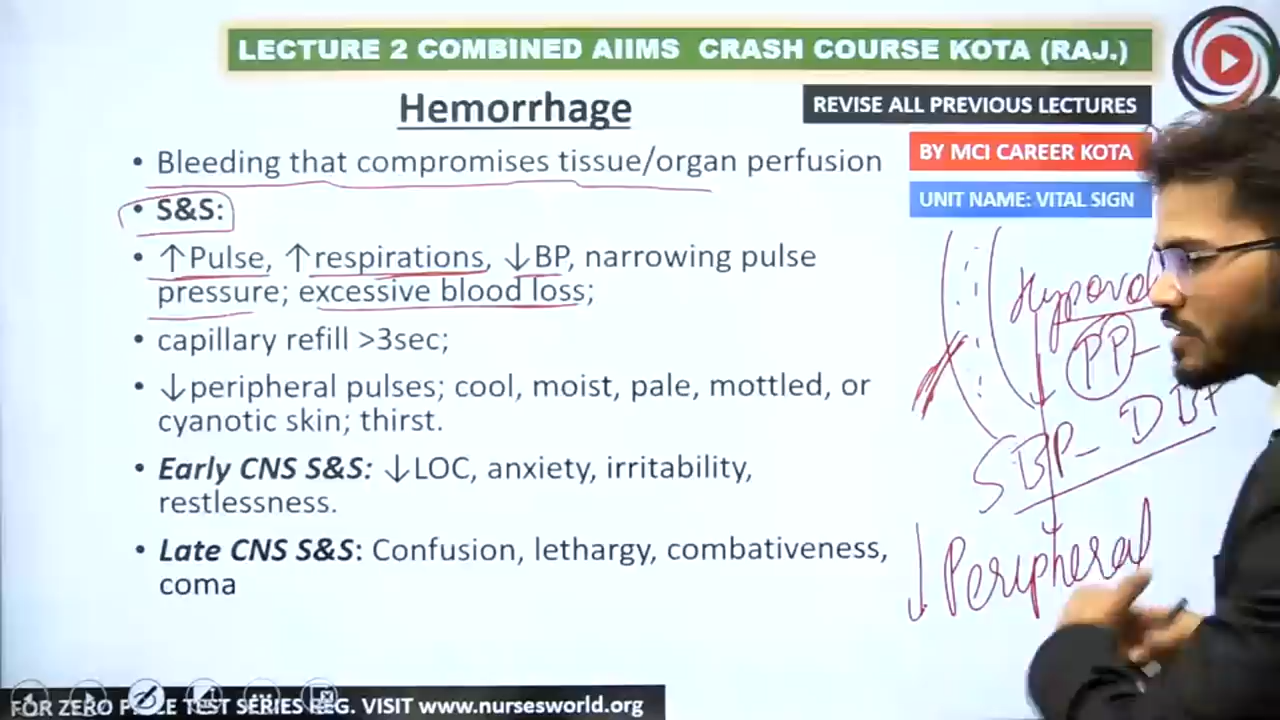 LECTURE 2 COMBINED AIIMS CRASH COURSE KOTA (RAJ.)
Hemorrhage
REVISE ALL PREVIOUS LECTURES
BY MCI CAREER KOTA
UNIT NAME: VITAL SIGN
• Bleeding that compromises tissue/organ perfusion
• S&S:
• ↑Pulse, ↑respirations, ↓BP, narrowing pulse
pressure; excessive blood loss;
• capillary refill >3sec;
• ↓peripheral pulses; cool, moist, pale, mottled, or
cyanotic skin; thirst.
• Early CNS S&S: ↓LOC, anxiety, irritability,
restlessness.
• Late CNS S&S: Confusion, lethargy, combativeness,
coma
PP-
SBP- DBP
↓ Peripheral
TEST SERIES REG. VISIT www.nursesworld.org